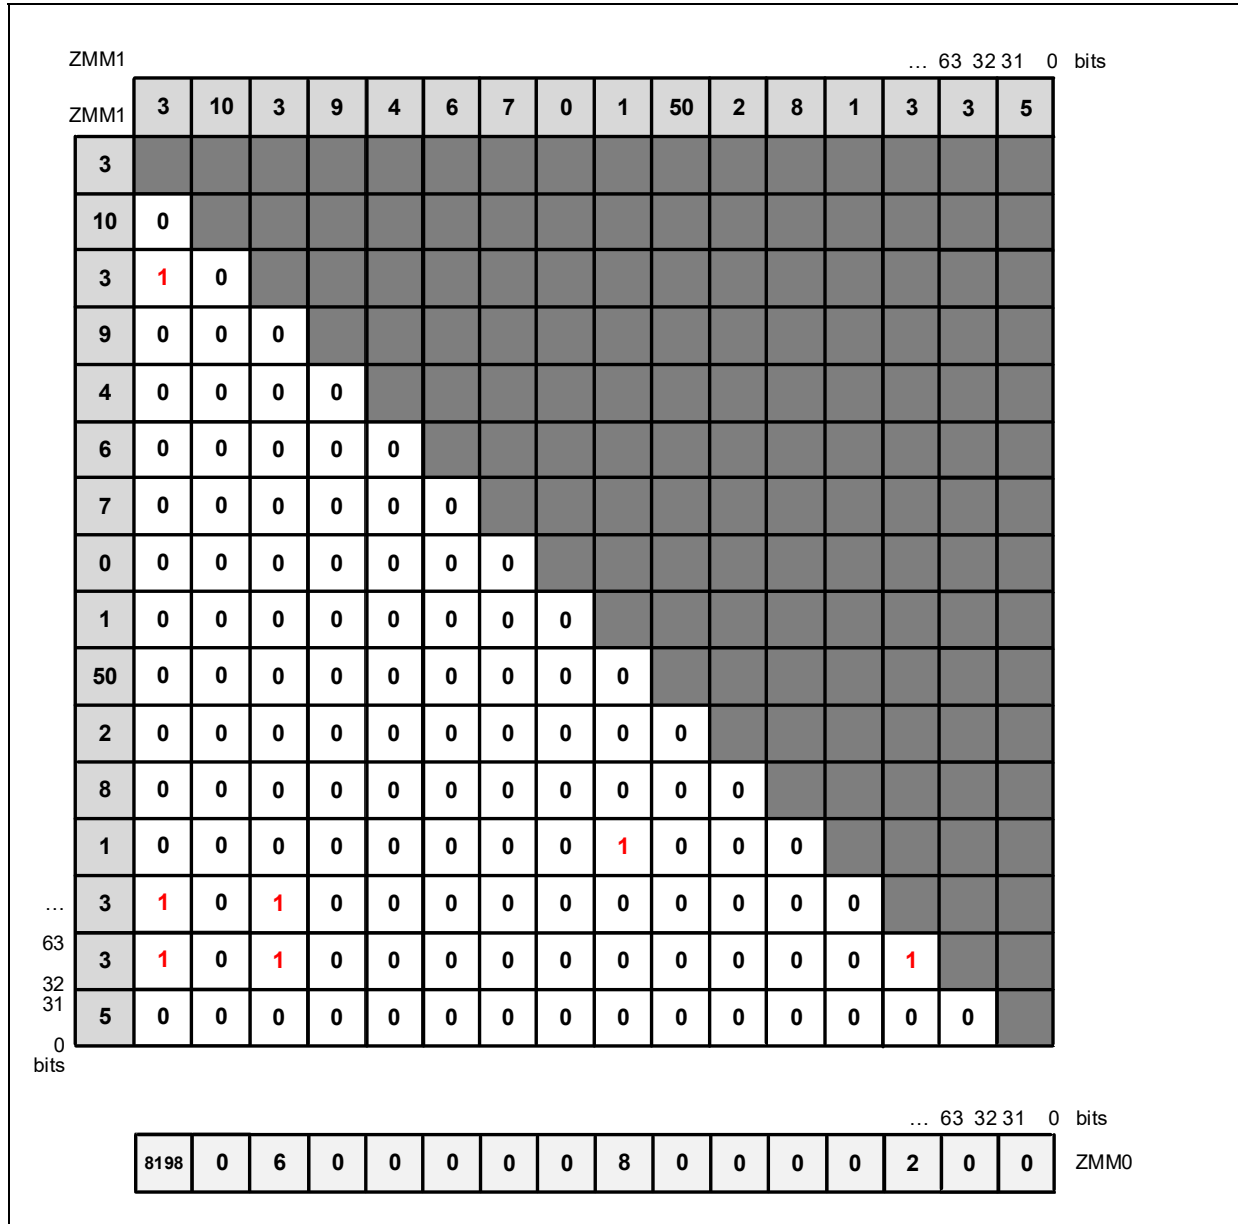 ZMM1 … 63 32 31 0 bits
ZMM1 3 10 3 9 4 6 7 0 1 50 2 8 1 3 3 5
3
10 0
3 1 0
9 0 0 0
4 0 0 0 0
6 0 0 0 0 0
7 0 0 0 0 0 0
0 0 0 0 0 0 0 0
1 0 0 0 0 0 0 0 0
50 0 0 0 0 0 0 0 0 0
2 0 0 0 0 0 0 0 0 0 0
8 0 0 0 0 0 0 0 0 0 0 0
1 0 0 0 0 0 0 0 0 1 0 0 0
… 3 1 0 1 0 0 0 0 0 0 0 0 0 0
63
3 1 0 1 0 0 0 0 0 0 0 0 0 0 1
32
31
5 0 0 0 0 0 0 0 0 0 0 0 0 0 0 0
0
bits
… 63 32 31 0 bits
8198 0 6 0 0 0 0 0 8 0 0 0 0 2 0 0 ZMM0